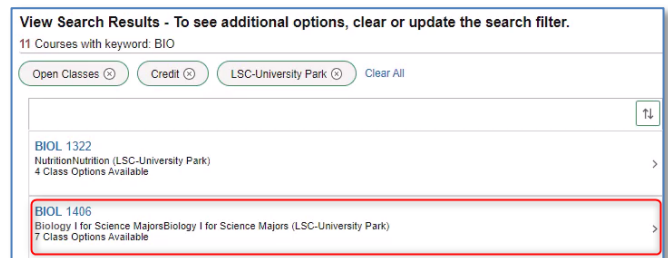 View Search Results - To see additional options, clear or update the search filter.
11 Courses with keyword: BIO
Open Classes Credit LSC-University Park Clear All
BIOL 1322
NutritionNutrition (LSC-University Park)
4 Class Options Available
BIOL 1406
Biology I for Science MajorsBiology I for Science Majors (LSC-University Park)
7 Class Options Available